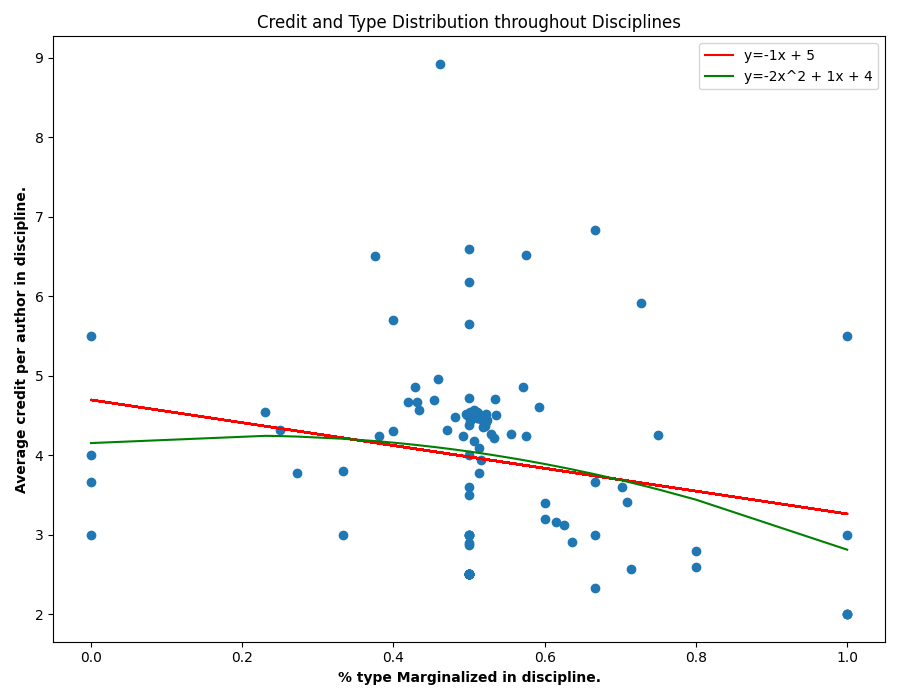 Credit and Type Distribution throughout Disciplines
y=-1x + 5
y=-2x^2 + 1x + 4
Average credit per author in discipline.
9
8
7
6
5
4
3
2
0.0 0.2 0.4 0.6 0.8 1.0
% type Marginalized in discipline.